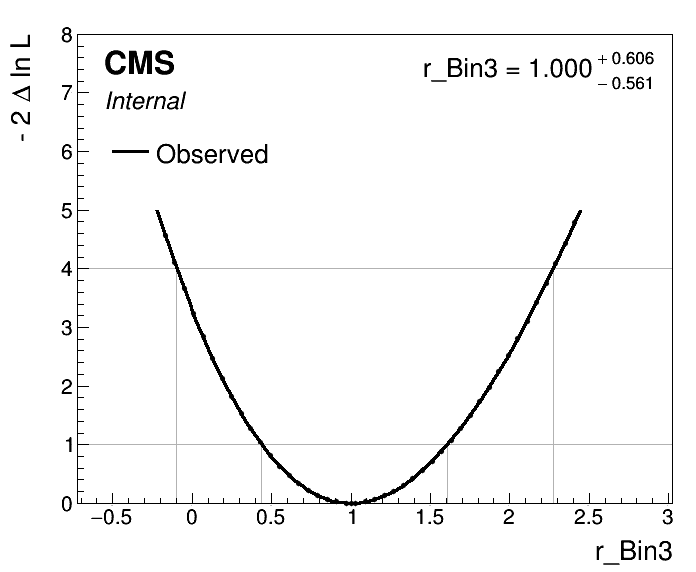 CMS
Internal
r_Bin3 = 1.000 +0.606 −0.561
Observed
- 2 Δ ln L
8
7
6
5
4
3
2
1
0
−0.5 0 0.5 1 1.5 2 2.5 3
r_Bin3